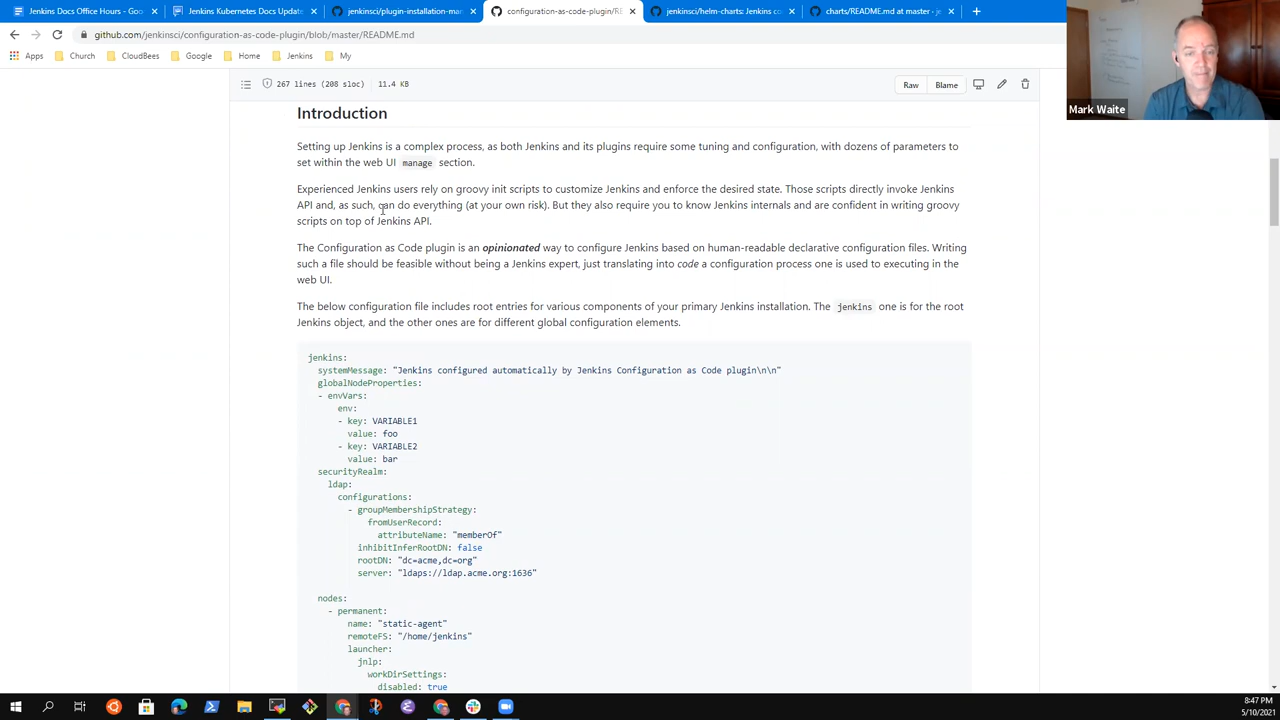 Jenkins Docs Office Hours - Goo
Jenkins Kubernetes Docs Update
jenkinsci/plugin-installation-ma
configuration-as-code-plugin/RE
jenkinsci/helm-charts: Jenkins co
charts/README.md at master · je
github.com/jenkinsci/configuration-as-code-plugin/blob/master/README.md
Apps
Church
CloudBees
Google
Home
Jenkins
My
Mark Waite
267 lines (208 sloc)
11.4 KB
Raw
Blame
Introduction
Setting up Jenkins is a complex process, as both Jenkins and its plugins require some tuning and configuration, with dozens of parameters to
set within the web UI manage section.
Experienced Jenkins users rely on groovy init scripts to customize Jenkins and enforce the desired state. Those scripts directly invoke Jenkins
API and, as such, can do everything (at your own risk). But they also require you to know Jenkins internals and are confident in writing groovy
scripts on top of Jenkins API.
The Configuration as Code plugin is an opinionated way to configure Jenkins based on human-readable declarative configuration files. Writing
such a file should be feasible without being a Jenkins expert, just translating into code a configuration process one is used to executing in the
web UI.
The below configuration file includes root entries for various components of your primary Jenkins installation. The jenkins one is for the root
Jenkins object, and the other ones are for different global configuration elements.
jenkins:
systemMessage: "Jenkins configured automatically by Jenkins Configuration as Code plugin\n\n"
globalNodeProperties:
- envVars:
env:
- key: VARIABLE1
value: foo
- key: VARIABLE2
value: bar
securityRealm:
ldap:
configurations:
- groupMembershipStrategy:
fromUserRecord:
attributeName: "memberOf"
inhibitInferRootDN: false
rootDN: "dc=acme,dc=org"
server: "ldaps://ldap.acme.org:1636"
nodes:
- permanent:
name: "static-agent"
remoteFS: "/home/jenkins"
launcher:
jnlp:
workDirSettings:
disabled: true
8:47 PM
5/10/2021